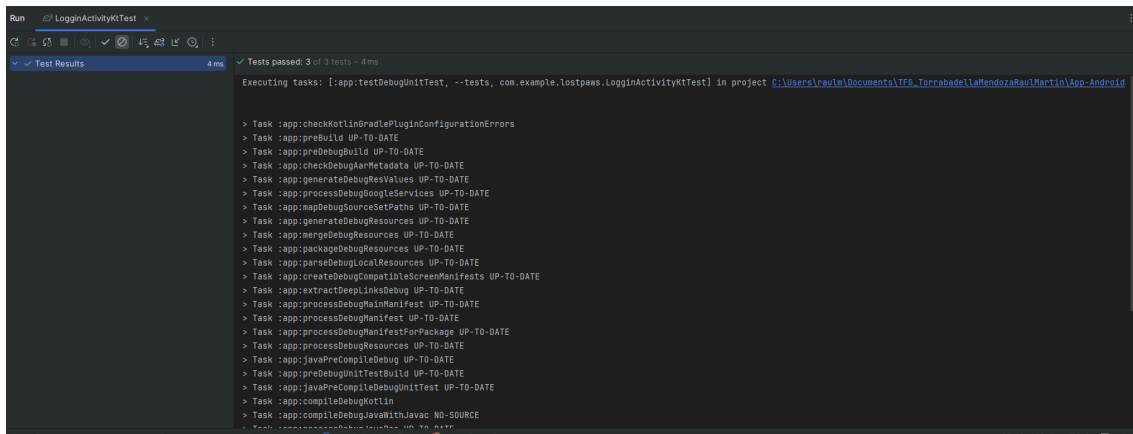 Run LogginActivityKtTest
Test Results 4 ms
Tests passed: 3 of 3 tests – 4 ms
Executing tasks: [:app:testDebugUnitTest, --tests, com.example.lostpaws.LogginActivityKtTest] in project C:\Users\raulm\Documents\TFG_TorrabadellaMendozaRaulMartin\App-Android
> Task :app:checkKotlinGradlePluginConfigurationErrors
> Task :app:preBuild UP-TO-DATE
> Task :app:preDebugBuild UP-TO-DATE
> Task :app:checkDebugAarMetadata UP-TO-DATE
> Task :app:generateDebugResValues UP-TO-DATE
> Task :app:processDebugGoogleServices UP-TO-DATE
> Task :app:mapDebugSourceSetPaths UP-TO-DATE
> Task :app:generateDebugResources UP-TO-DATE
> Task :app:mergeDebugResources UP-TO-DATE
> Task :app:packageDebugResources UP-TO-DATE
> Task :app:parseDebugLocalResources UP-TO-DATE
> Task :app:createDebugCompatibleScreenManifests UP-TO-DATE
> Task :app:extractDeepLinksDebug UP-TO-DATE
> Task :app:processDebugMainManifest UP-TO-DATE
> Task :app:processDebugManifest UP-TO-DATE
> Task :app:processDebugManifestForPackage UP-TO-DATE
> Task :app:processDebugResources UP-TO-DATE
> Task :app:javaPreCompileDebug UP-TO-DATE
> Task :app:preDebugUnitTestBuild UP-TO-DATE
> Task :app:javaPreCompileDebugUnitTest UP-TO-DATE
> Task :app:compileDebugKotlin
> Task :app:compileDebugJavaWithJavac NO-SOURCE